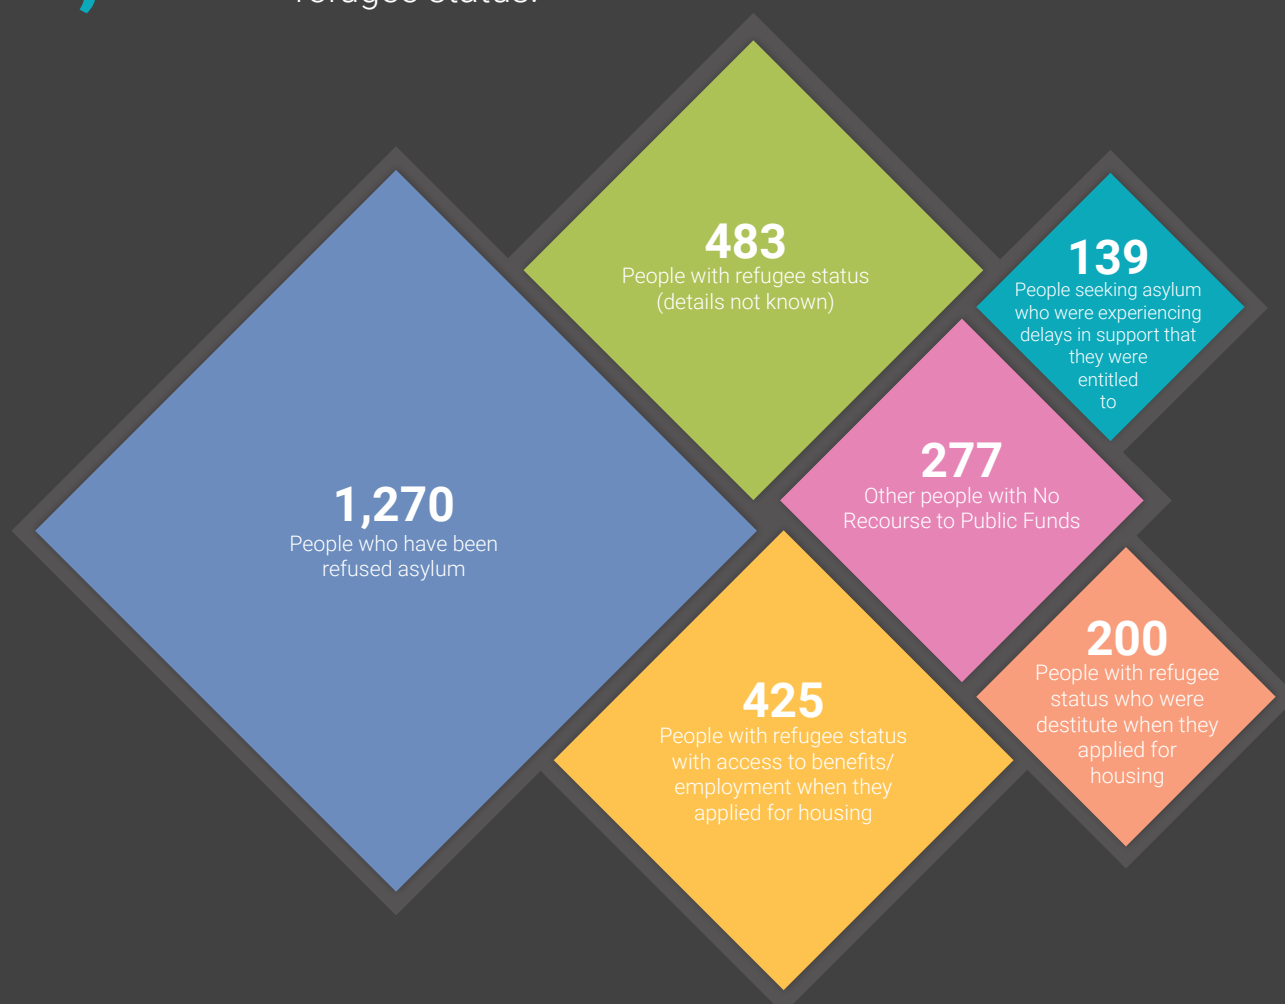 refugee status.
483
People with refugee status
(details not known)
139
People seeking asylum
who were experiencing
delays in support that
they were
entitled
to
277
Other people with No
Recourse to Public Funds
1,270
People who have been
refused asylum
200
People with refugee
status who were
destitute when they
applied for
housing
425
People with refugee status
with access to benefits/
employment when they
applied for housing